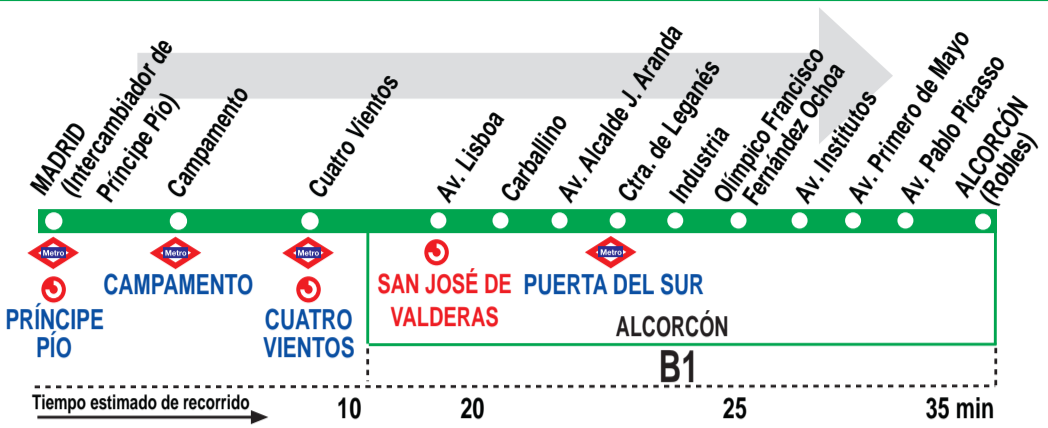 MADRID
(Intercambiador de
Príncipe Pío)
Campamento
Cuatro Vientos
Av. Lisboa
Carballino
Av. Alcalde J. Aranda
Ctra. de Leganés
Industria
Olímpico Francisco
Fernández Ochoa
Av. Institutos
Av. Primero de Mayo
Av. Pablo Picasso
ALCORCÓN
(Robles)
Metro
Metro
Metro
Metro
PRÍNCIPE
PÍO
CAMPAMENTO
CUATRO
VIENTOS
SAN JOSÉ DE
VALDERAS
PUERTA DEL SUR
ALCORCÓN
B1
Tiempo estimado de recorrido
10
20
25
35 min